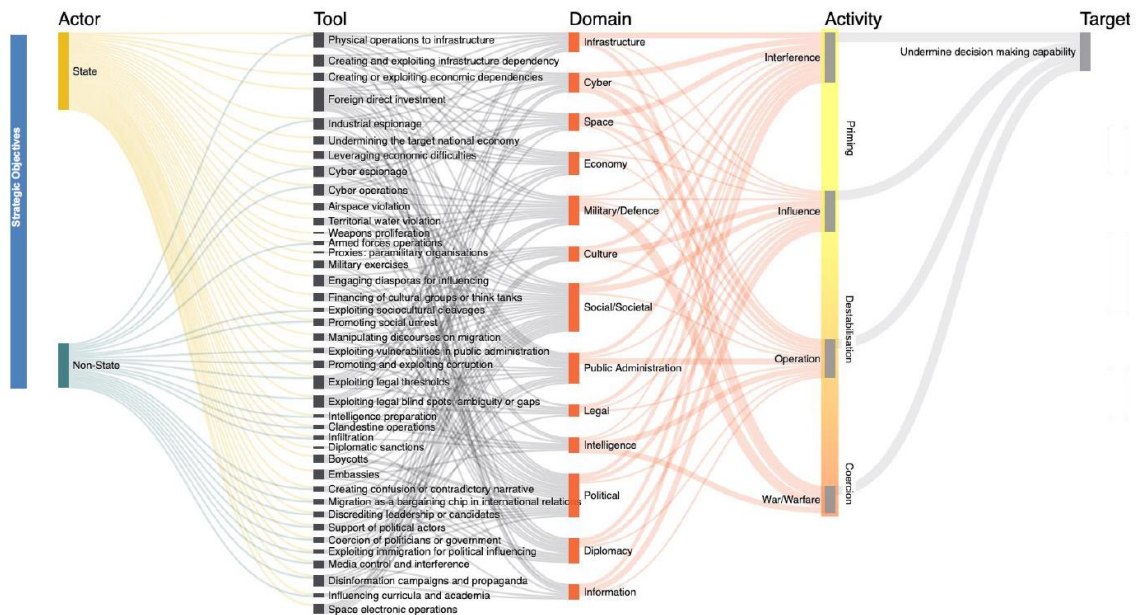 Actor
Tool
Domain
Activity
Target
Strategic Objectives
State
Non-State
Physical operations to infrastructure
Creating and exploiting infrastructure dependency
Creating or exploiting economic dependencies
Foreign direct investment
Industrial espionage
Undermining the target national economy
Leveraging economic difficulties
Cyber espionage
Cyber operations
Airspace violation
Territorial water violation
Weapons proliferation
Armed forces operations
Proxies: paramilitary organisations
Military exercises
Engaging diasporas for influencing
Financing of cultural groups or think tanks
Exploiting sociocultural cleavages
Promoting social unrest
Manipulating discourses on migration
Exploiting vulnerabilities in public administration
Promoting and exploiting corruption
Exploiting legal thresholds
Exploiting legal blind spots, ambiguity or gaps
Intelligence preparation
Clandestine operations
Infiltration
Diplomatic sanctions
Boycotts
Embassies
Creating confusion or contradictory narrative
Migration as a bargaining chip in international relations
Discrediting leadership or candidates
Support of political actors
Coercion of politicians or government
Exploiting immigration for political influencing
Media control and interference
Disinformation campaigns and propaganda
Influencing curricula and academia
Space electronic operations
Infrastructure
Cyber
Space
Economy
Military/Defence
Culture
Social/Societal
Public Administration
Legal
Intelligence
Political
Diplomacy
Information
Interference
Influence
Operation
War/Warfare
Priming
Destabilisation
Coercion
Undermine decision making capability